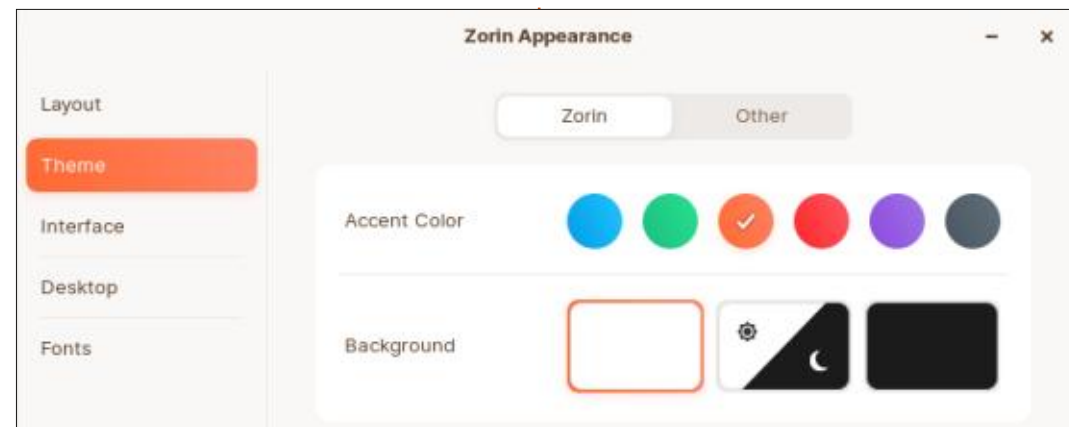 Zorin Appearance
Layout
Theme
Interface
Desktop
Fonts
Zorin
Other
Accent Color
Background